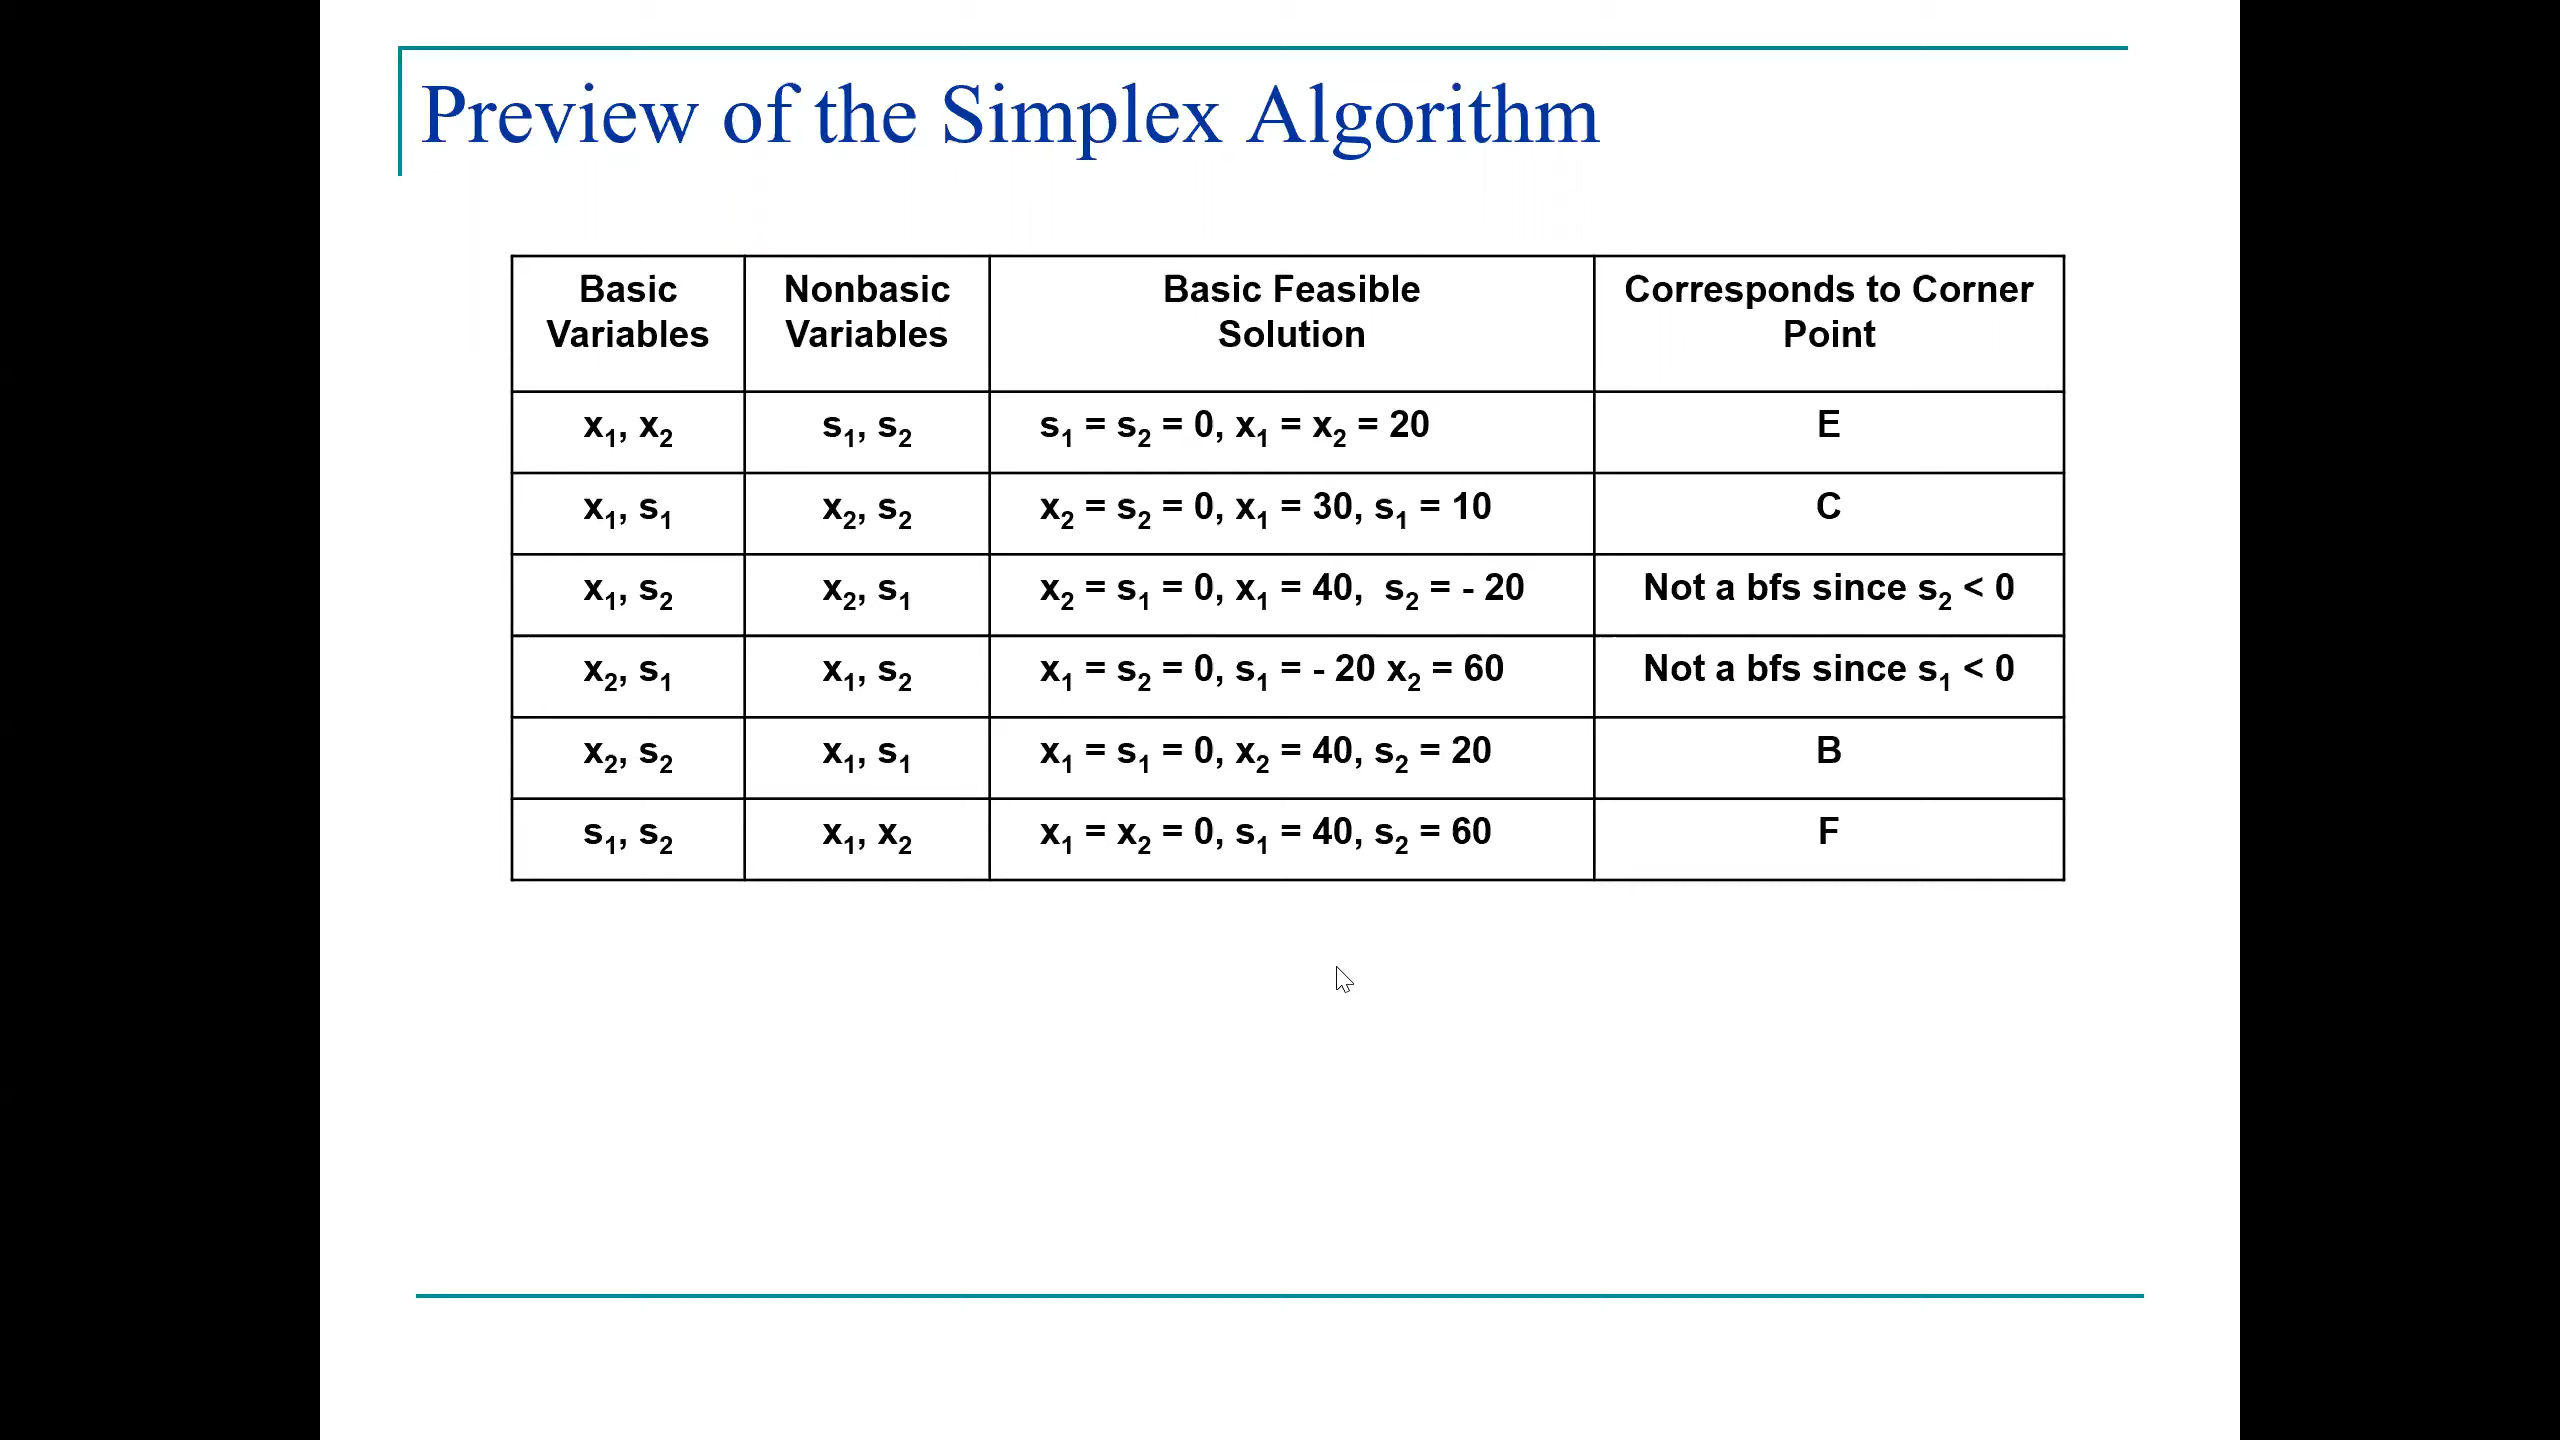 Preview of the Simplex Algorithm
Basic Variables | Nonbasic Variables | Basic Feasible Solution | Corresponds to Corner Point
x₁, x₂ | s₁, s₂ | s₁ = s₂ = 0, x₁ = x₂ = 20 | E
x₁, s₁ | x₂, s₂ | x₂ = s₂ = 0, x₁ = 30, s₁ = 10 | C
x₁, s₂ | x₂, s₁ | x₂ = s₁ = 0, x₁ = 40, s₂ = - 20 | Not a bfs since s₂ < 0
x₂, s₁ | x₁, s₂ | x₁ = s₂ = 0, s₁ = - 20 x₂ = 60 | Not a bfs since s₁ < 0
x₂, s₂ | x₁, s₁ | x₁ = s₁ = 0, x₂ = 40, s₂ = 20 | B
s₁, s₂ | x₁, x₂ | x₁ = x₂ = 0, s₁ = 40, s₂ = 60 | F